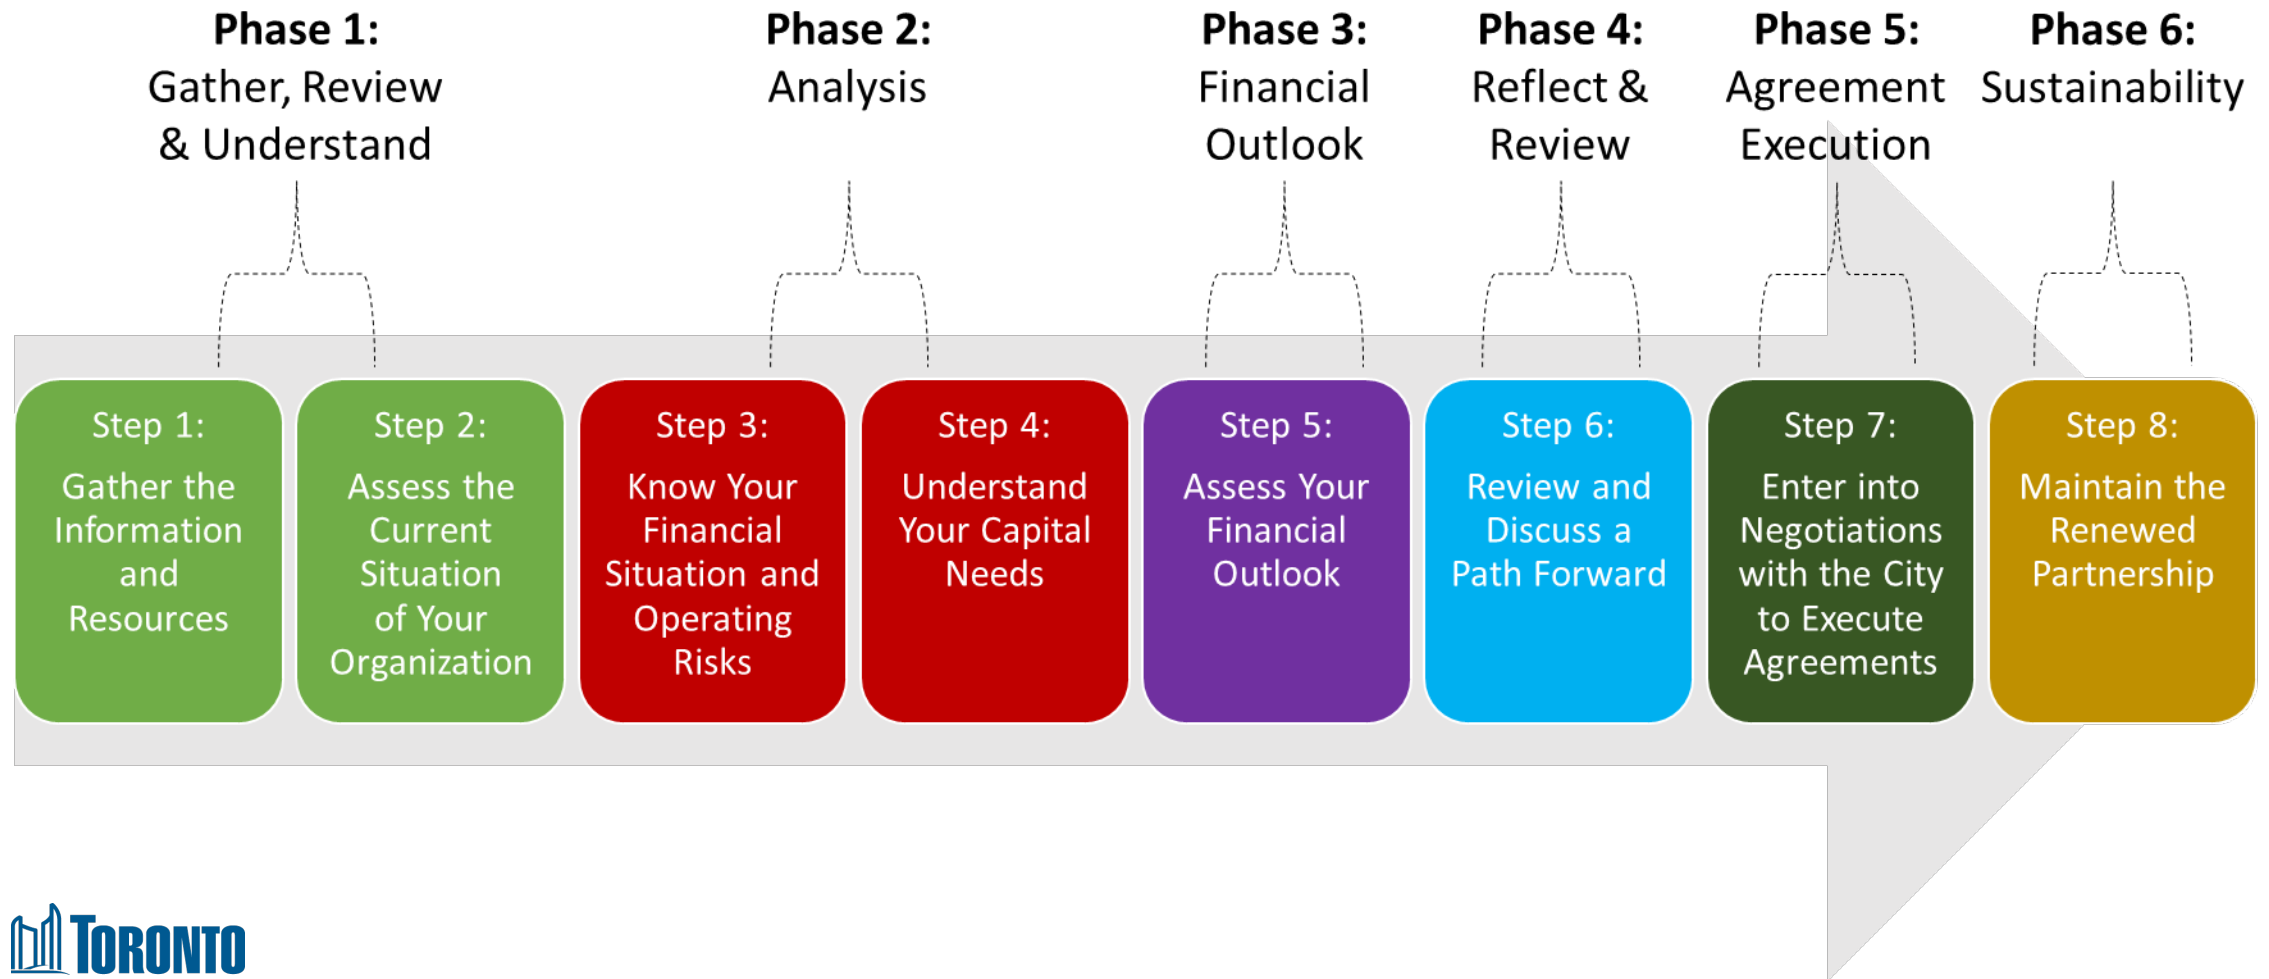 Phase 1:
Gather, Review
& Understand
Phase 2:
Analysis
Phase 3:
Financial
Outlook
Phase 4:
Reflect &
Review
Phase 5:
Agreement
Execution
Phase 6:
Sustainability
Step 1:
Gather the
Information
and
Resources
Step 2:
Assess the
Current
Situation
of Your
Organization
Step 3:
Know Your
Financial
Situation and
Operating
Risks
Step 4:
Understand
Your Capital
Needs
Step 5:
Assess Your
Financial
Outlook
Step 6:
Review and
Discuss a
Path Forward
Step 7:
Enter into
Negotiations
with the City
to Execute
Agreements
Step 8:
Maintain the
Renewed
Partnership
TORONTO